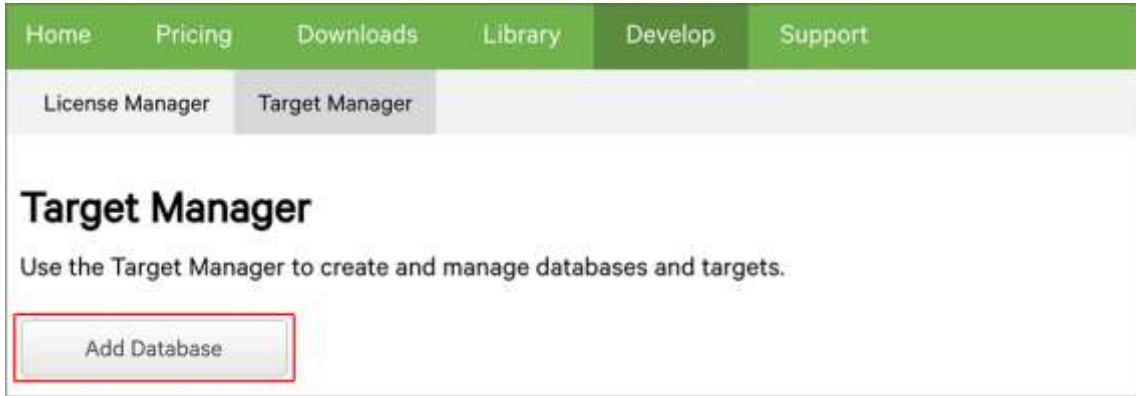 Home Pricing Downloads Library Develop Support
License Manager Target Manager
Target Manager
Use the Target Manager to create and manage databases and targets.
Add Database